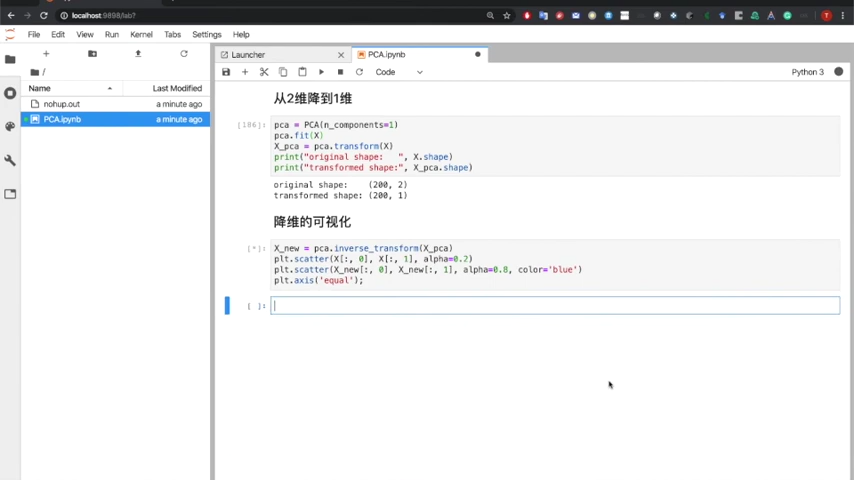 localhost:9898/lab?
File Edit View Run Kernel Tabs Settings Help
Launcher
PCA.ipynb
Code
Python 3
/
Name
Last Modified
nohup.out
a minute ago
PCA.ipynb
a minute ago
从2维降到1维
[186]:
pca = PCA(n_components=1)
pca.fit(X)
X_pca = pca.transform(X)
print("original shape:   ", X.shape)
print("transformed shape:", X_pca.shape)
original shape:    (200, 2)
transformed shape: (200, 1)
降维的可视化
[*]:
X_new = pca.inverse_transform(X_pca)
plt.scatter(X[:, 0], X[:, 1], alpha=0.2)
plt.scatter(X_new[:, 0], X_new[:, 1], alpha=0.8, color='blue')
plt.axis('equal');
[ ]: